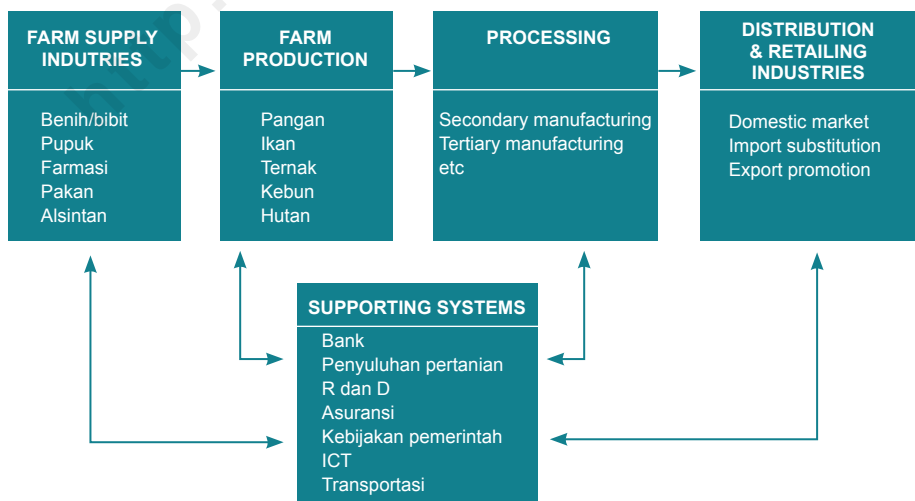 FARM SUPPLY
INDUTRIES
Benih/bibit
Pupuk
Farmasi
Pakan
Alsintan
FARM
PRODUCTION
Pangan
Ikan
Ternak
Kebun
Hutan
PROCESSING
Secondary manufacturing
Tertiary manufacturing
etc
DISTRIBUTION
& RETAILING
INDUSTRIES
Domestic market
Import substitution
Export promotion
SUPPORTING SYSTEMS
Bank
Penyuluhan pertanian
R dan D
Asuransi
Kebijakan pemerintah
ICT
Transportasi